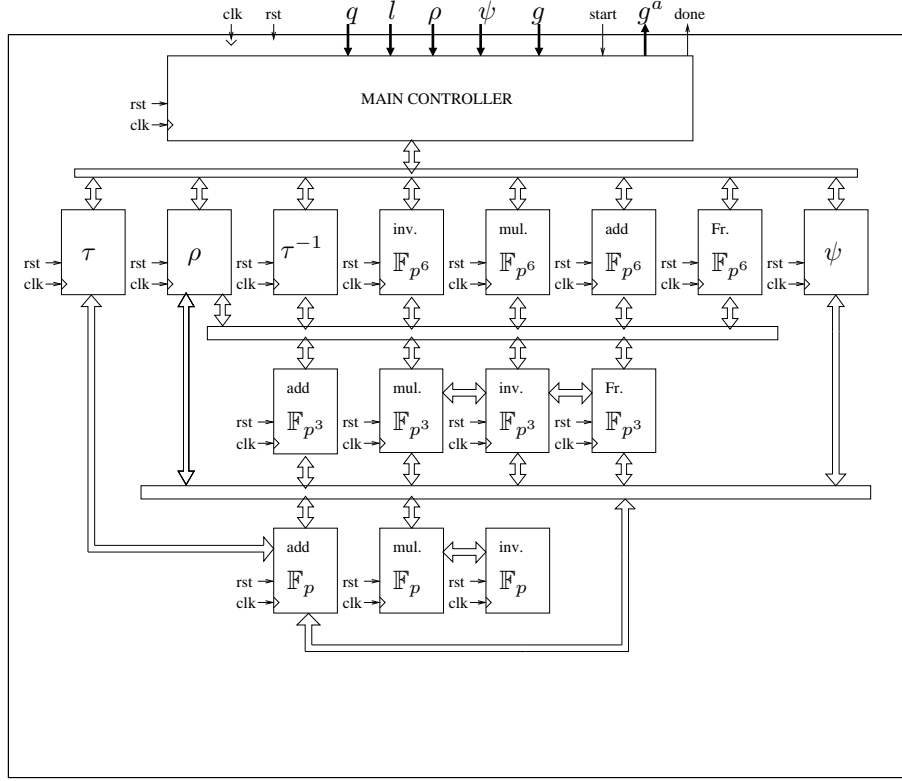 clk rst q l ρ ψ g start g^a done
MAIN CONTROLLER
rst
clk
inv. mul. add Fr.
τ ρ τ⁻¹ 𝔽_{p^6} 𝔽_{p^6} 𝔽_{p^6} 𝔽_{p^6} ψ
rst rst rst rst rst rst rst rst
clk clk clk clk clk clk clk clk
add mul. inv. Fr.
𝔽_{p^3} 𝔽_{p^3} 𝔽_{p^3} 𝔽_{p^3}
rst rst rst rst
clk clk clk clk
add mul. inv.
𝔽_p 𝔽_p 𝔽_p
rst rst rst
clk clk clk